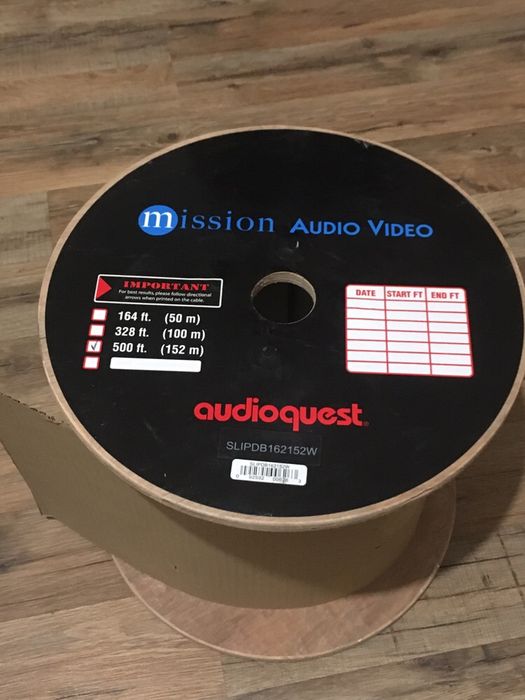 mission AUDIO VIDEO
IMPORTANT
For best results, please follow directional
arrows when printed on the cable.
164 ft. (50 m)
328 ft. (100 m)
500 ft. (152 m)
DATE START FT END FT
audioquest
SLIPDB162152W
SLIPDB162152W